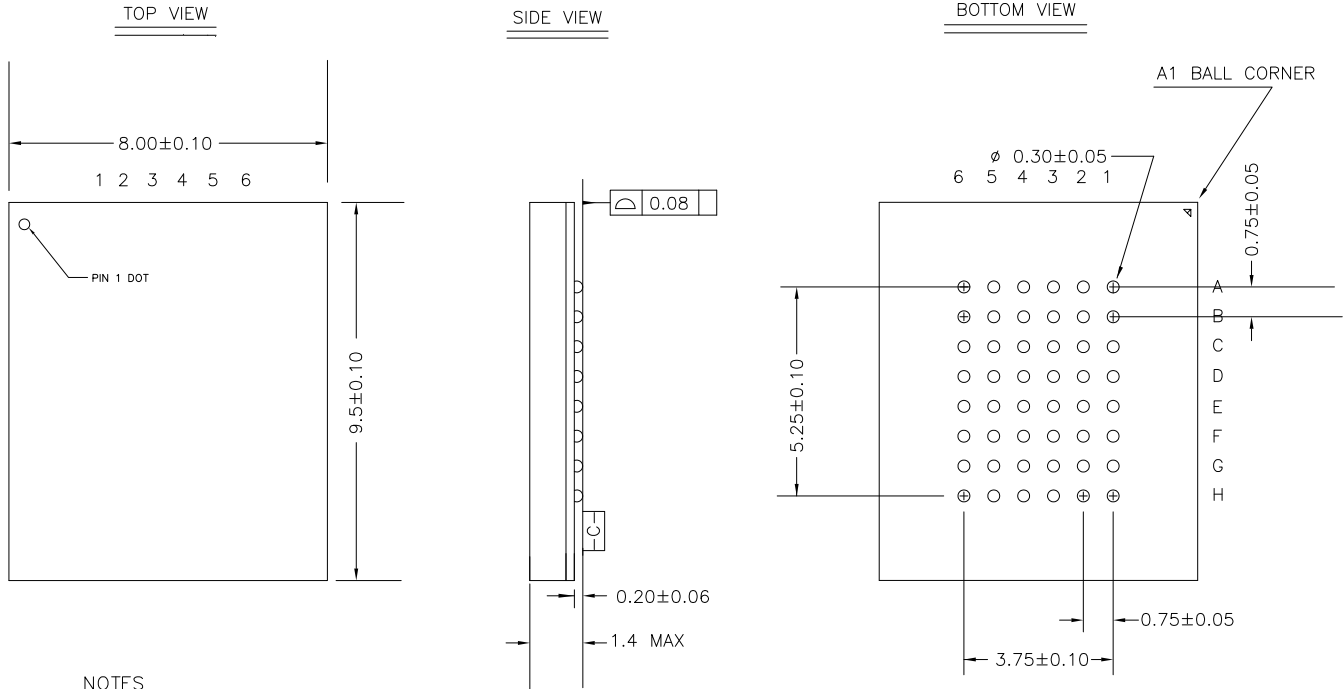 TOP VIEW
SIDE VIEW
BOTTOM VIEW
A1 BALL CORNER
8.00±0.10
1 2 3 4 5 6
PIN 1 DOT
9.5±0.10
0.08
-C-
0.20±0.06
1.4 MAX
ø 0.30±0.05
6 5 4 3 2 1
0.75±0.05
A
B
C
D
E
F
G
H
5.25±0.10
0.75±0.05
3.75±0.10
NOTES